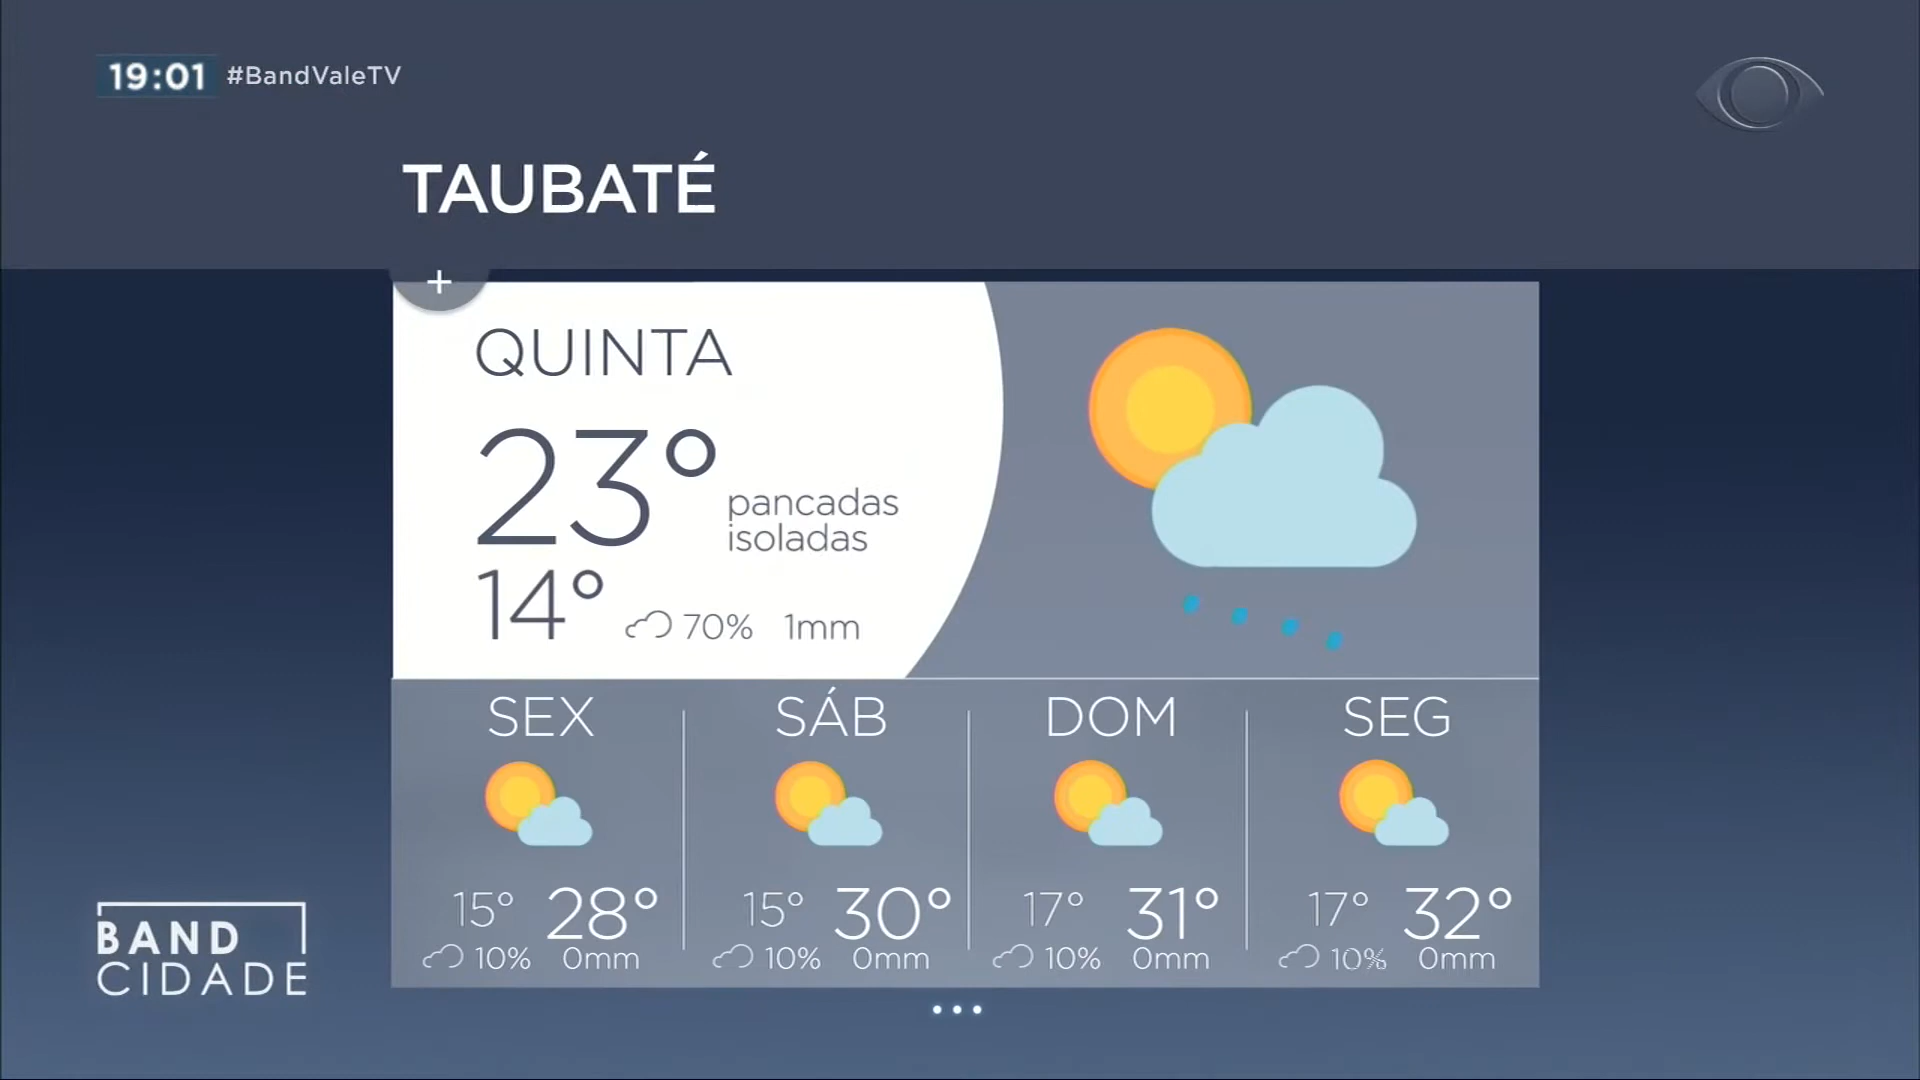 19:01 #BandValeTV
TAUBATÉ
+
QUINTA
23° pancadas
isoladas
14° 70% 1mm
SEX SÁB DOM SEG
15° 28° 15° 30° 17° 31° 17° 32°
10% 0mm 10% 0mm 10% 0mm 10% 0mm
BAND
CIDADE